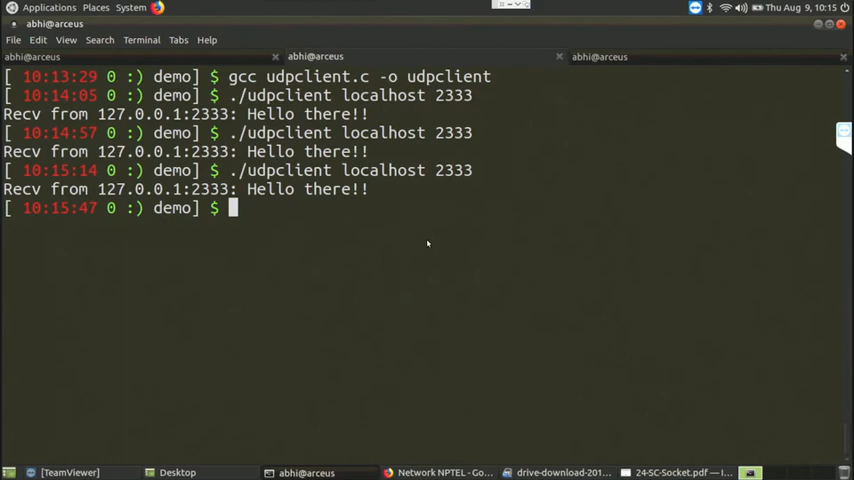 Applications Places System Thu Aug 9, 10:15
abhi@arceus
File Edit View Search Terminal Tabs Help
abhi@arceus abhi@arceus abhi@arceus
[ 10:13:29 0 :) demo] $ gcc udpclient.c -o udpclient
[ 10:14:05 0 :) demo] $ ./udpclient localhost 2333
Recv from 127.0.0.1:2333: Hello there!!
[ 10:14:57 0 :) demo] $ ./udpclient localhost 2333
Recv from 127.0.0.1:2333: Hello there!!
[ 10:15:14 0 :) demo] $ ./udpclient localhost 2333
Recv from 127.0.0.1:2333: Hello there!!
[ 10:15:47 0 :) demo] $
[TeamViewer] Desktop abhi@arceus Network NPTEL - Go... drive-download-201... 24-SC-Socket.pdf — I...